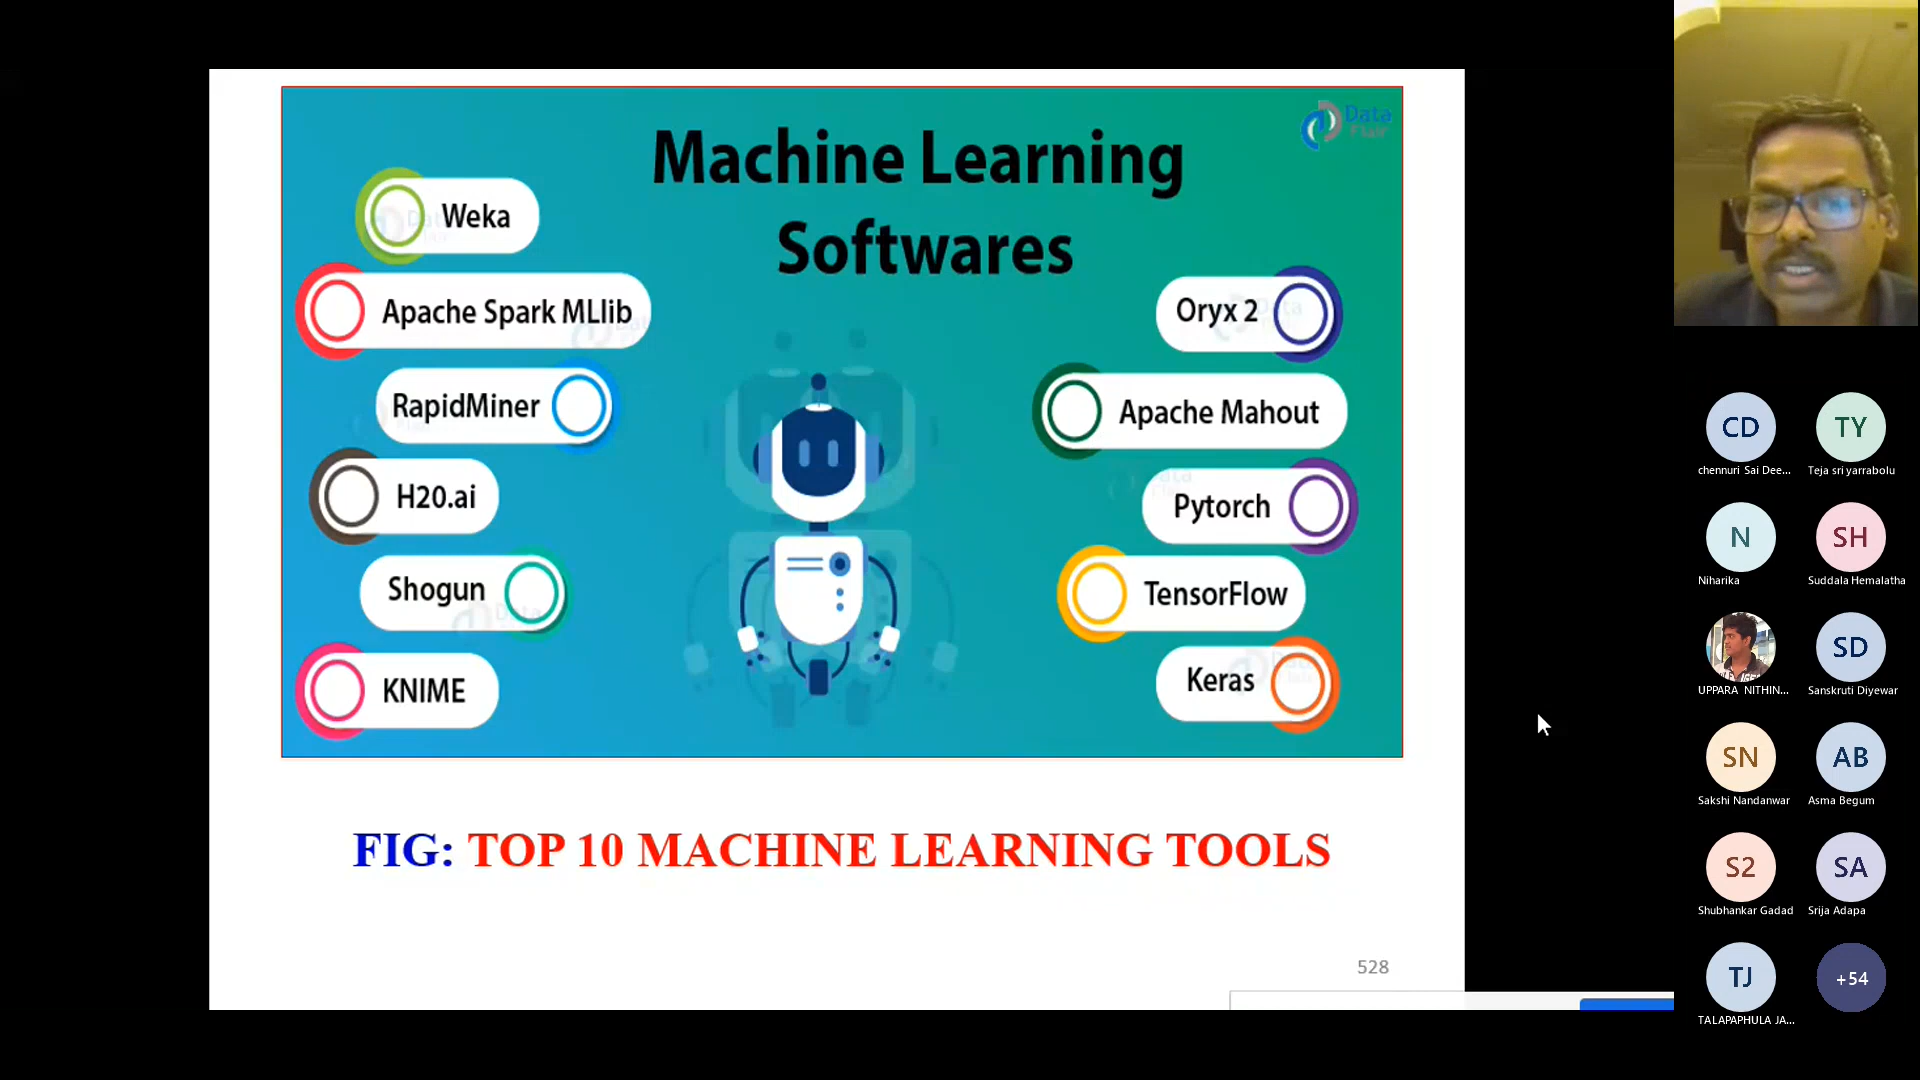 Machine Learning
Softwares
Data
Flair
Weka
Apache Spark MLlib
RapidMiner
H20.ai
Shogun
KNIME
Oryx 2
Apache Mahout
Pytorch
TensorFlow
Keras
FIG: TOP 10 MACHINE LEARNING TOOLS
528
CD
chennuri Sai Dee...
TY
Teja sri yarrabolu
N
Niharika
SH
Suddala Hemalatha
UPPARA NITHIN...
SD
Sanskruti Diyewar
SN
Sakshi Nandanwar
AB
Asma Begum
S2
Shubhankar Gadad
SA
Srija Adapa
TJ
TALAPAPHULA JA...
+54